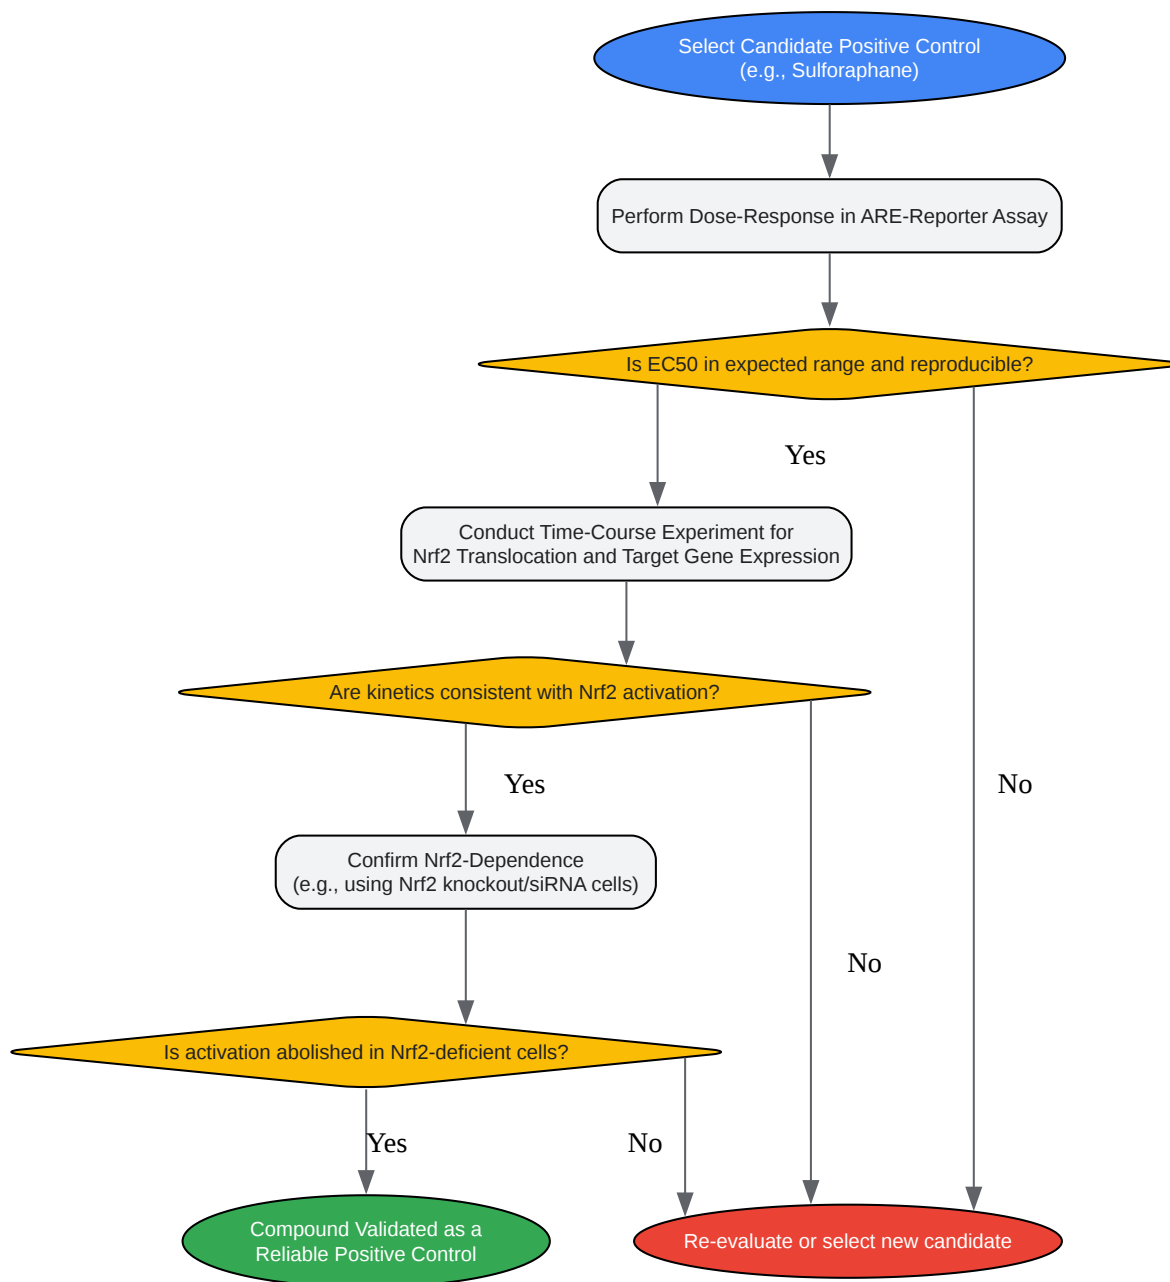 Select Candidate Positive Control
(e.g., Sulforaphane)
Perform Dose-Response in ARE-Reporter Assay
Is EC50 in expected range and reproducible?
Yes
Conduct Time-Course Experiment for
Nrf2 Translocation and Target Gene Expression
Are kinetics consistent with Nrf2 activation?
Yes
No
Confirm Nrf2-Dependence
(e.g., using Nrf2 knockout/siRNA cells)
No
Is activation abolished in Nrf2-deficient cells?
Yes
No
Compound Validated as a
Reliable Positive Control
Re-evaluate or select new candidate